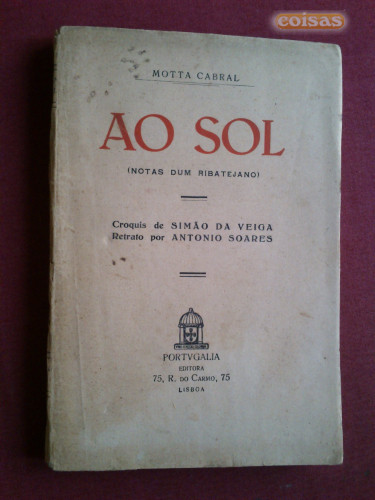 coisas
MOTTA CABRAL
AO SOL
(NOTAS DUM RIBATEJANO)
Croquis de SIMÃO DA VEIGA
Retrato por ANTONIO SOARES
PORTVGALIA
EDITORA
75, R. DO CARMO, 75
LISBOA